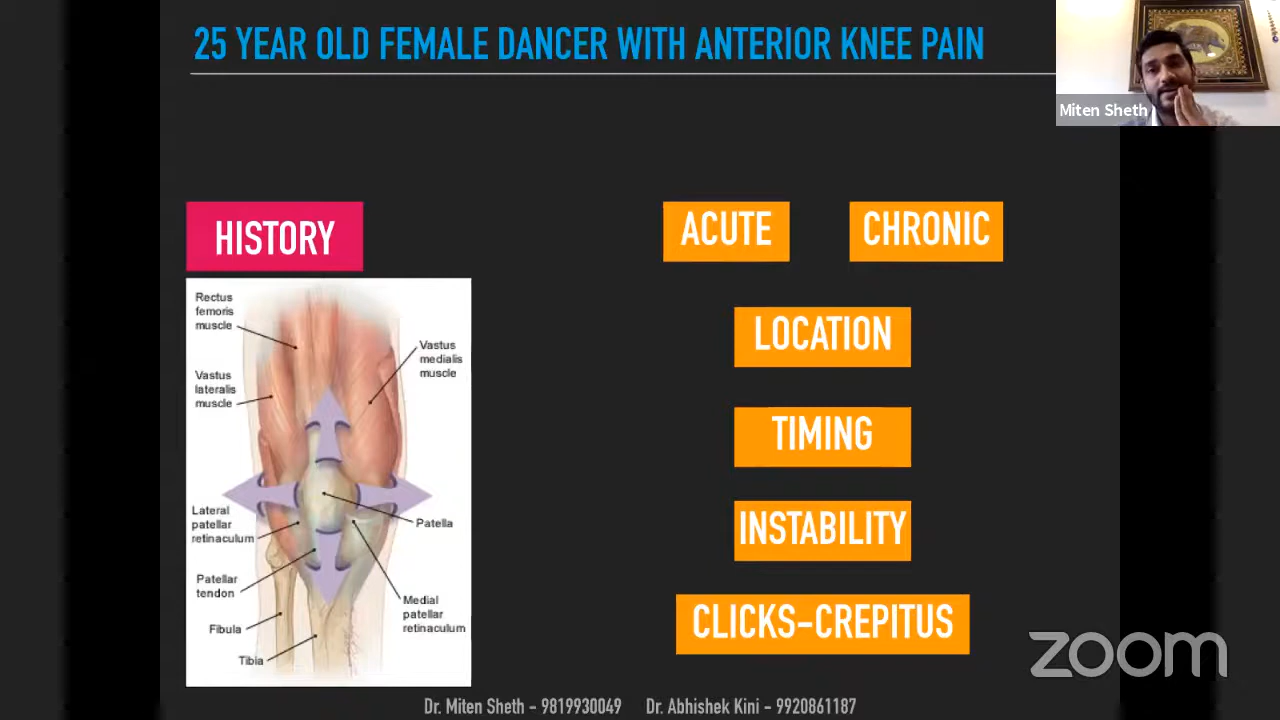 25 YEAR OLD FEMALE DANCER WITH ANTERIOR KNEE PAIN
Miten Sheth
HISTORY
ACUTE
CHRONIC
LOCATION
TIMING
INSTABILITY
CLICKS-CREPITUS
Rectus
femoris
muscle
Vastus
medialis
muscle
Vastus
lateralis
muscle
Lateral
patellar
retinaculum
Patella
Patellar
tendon
Medial
patellar
retinaculum
Fibula
Tibia
zoom
Dr. Miten Sheth - 9819930049 Dr. Abhishek Kini - 9920861187